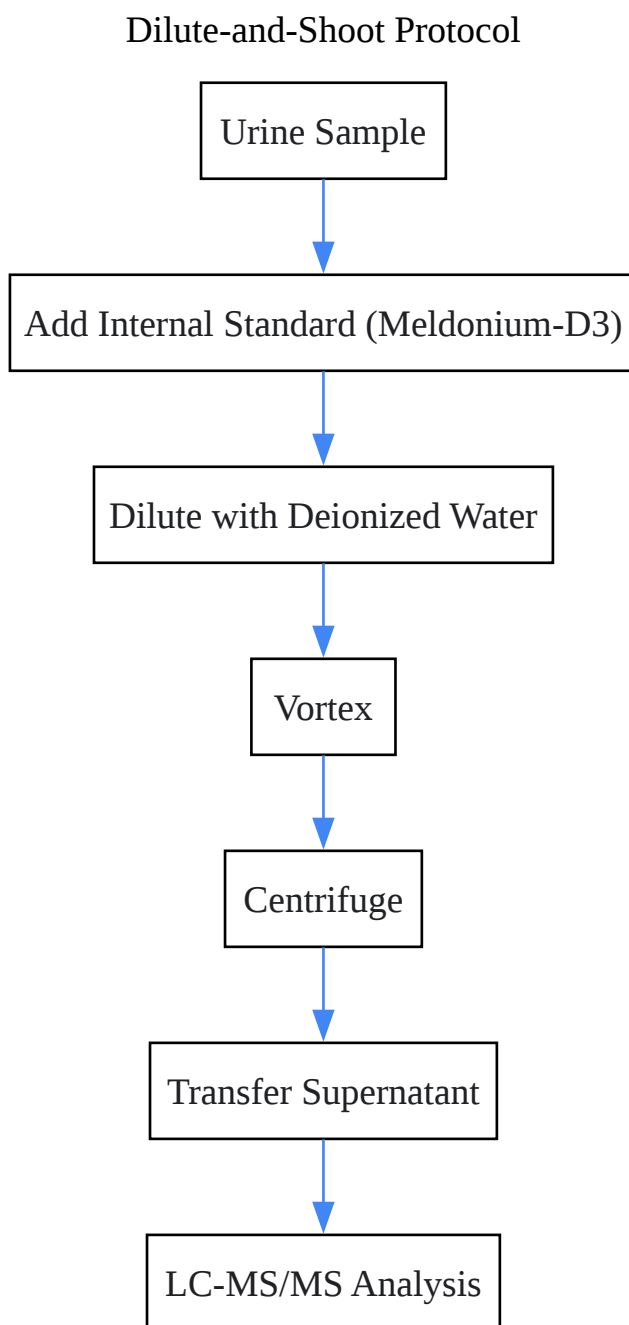 Dilute-and-Shoot Protocol
Urine Sample
Add Internal Standard (Meldonium-D3)
Dilute with Deionized Water
Vortex
Centrifuge
Transfer Supernatant
LC-MS/MS Analysis